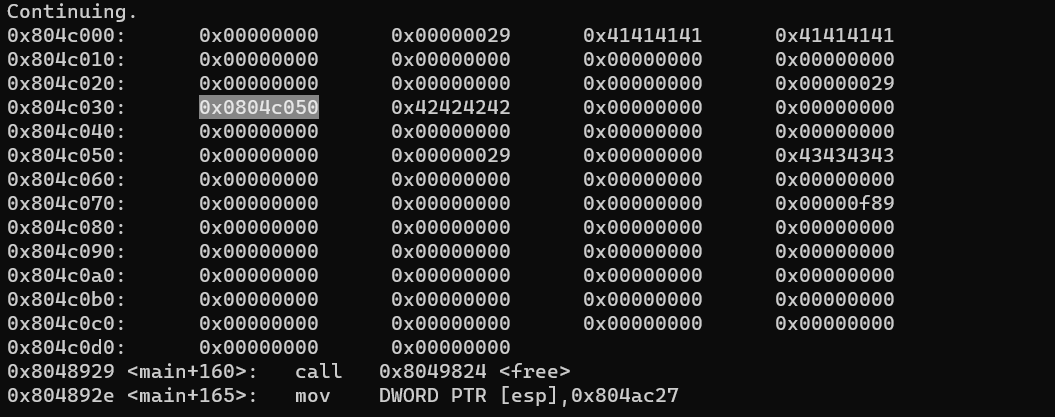 Continuing.
0x804c000: 0x00000000 0x00000029 0x41414141 0x41414141
0x804c010: 0x00000000 0x00000000 0x00000000 0x00000000
0x804c020: 0x00000000 0x00000000 0x00000000 0x00000029
0x804c030: 0x0804c050 0x42424242 0x00000000 0x00000000
0x804c040: 0x00000000 0x00000000 0x00000000 0x00000000
0x804c050: 0x00000000 0x00000029 0x00000000 0x43434343
0x804c060: 0x00000000 0x00000000 0x00000000 0x00000000
0x804c070: 0x00000000 0x00000000 0x00000000 0x00000f89
0x804c080: 0x00000000 0x00000000 0x00000000 0x00000000
0x804c090: 0x00000000 0x00000000 0x00000000 0x00000000
0x804c0a0: 0x00000000 0x00000000 0x00000000 0x00000000
0x804c0b0: 0x00000000 0x00000000 0x00000000 0x00000000
0x804c0c0: 0x00000000 0x00000000 0x00000000 0x00000000
0x804c0d0: 0x00000000 0x00000000
0x8048929 <main+160>: call 0x8049824 <free>
0x804892e <main+165>: mov DWORD PTR [esp],0x804ac27